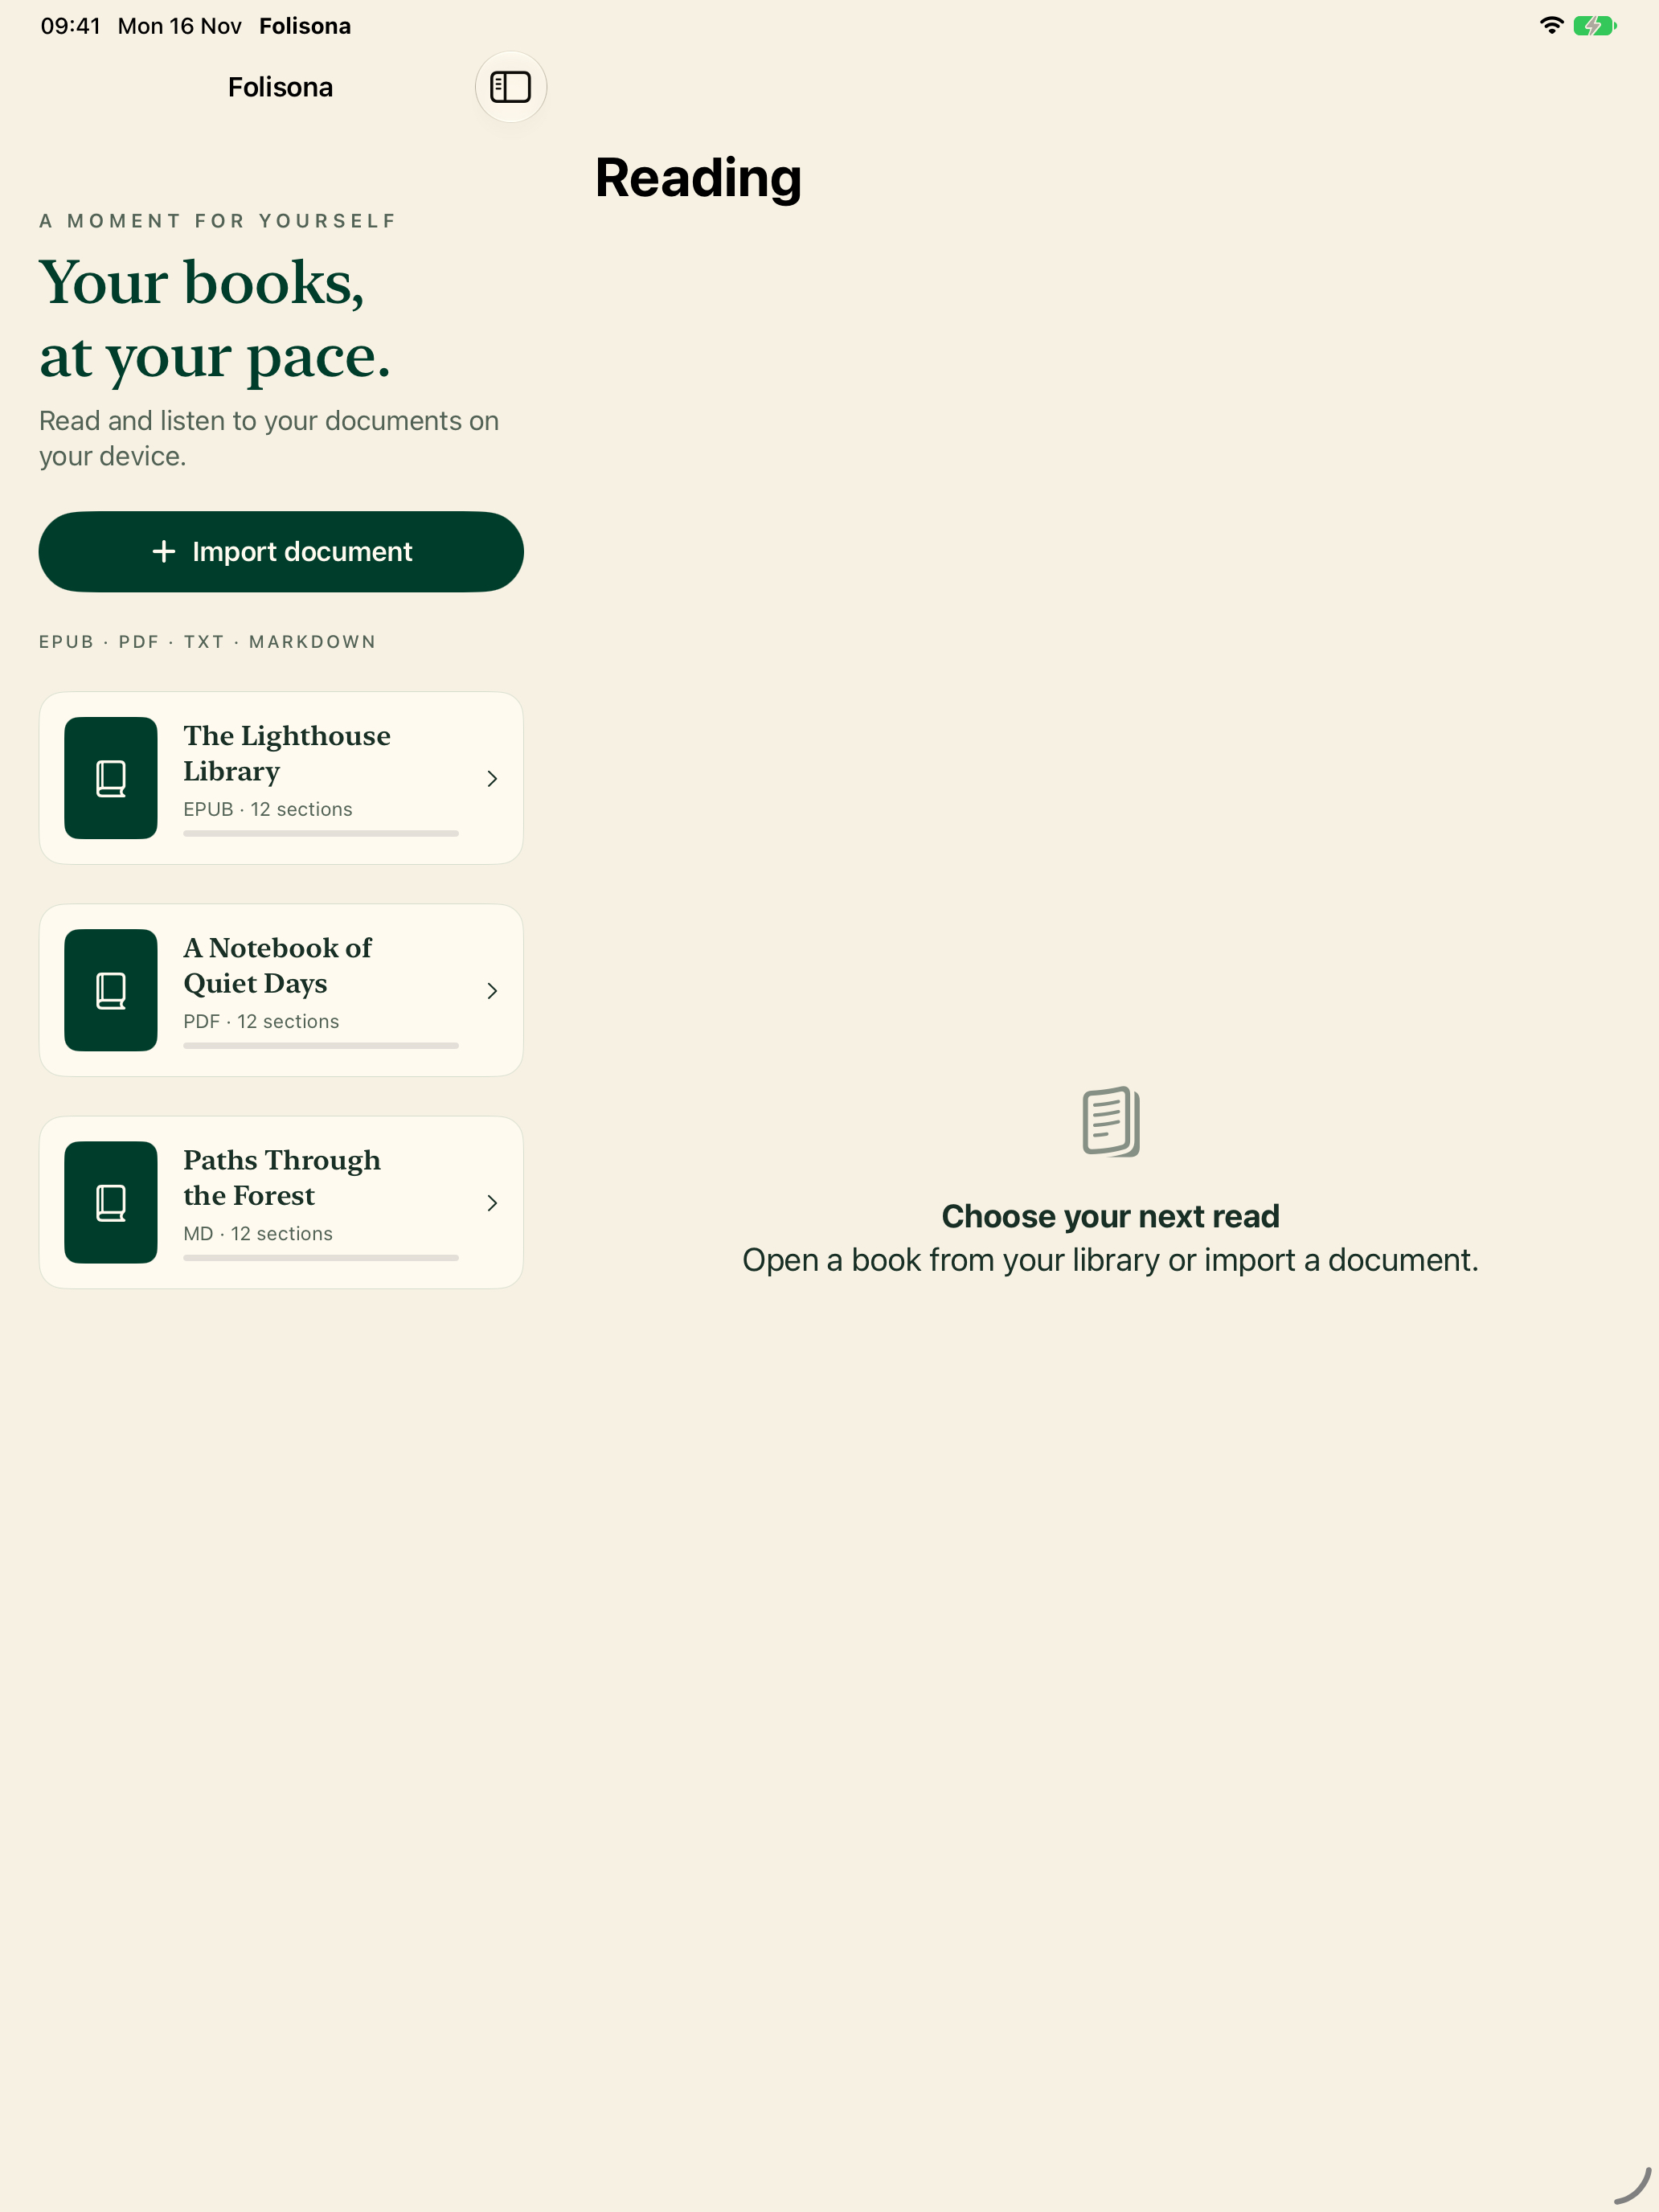 09:41 Mon 16 Nov Folisona
Folisona
Reading
A MOMENT FOR YOURSELF
Your books,
at your pace.
Read and listen to your documents on
your device.
Import document
EPUB · PDF · TXT · MARKDOWN
The Lighthouse
Library
EPUB · 12 sections
A Notebook of
Quiet Days
PDF · 12 sections
Paths Through
the Forest
MD · 12 sections
Choose your next read
Open a book from your library or import a document.